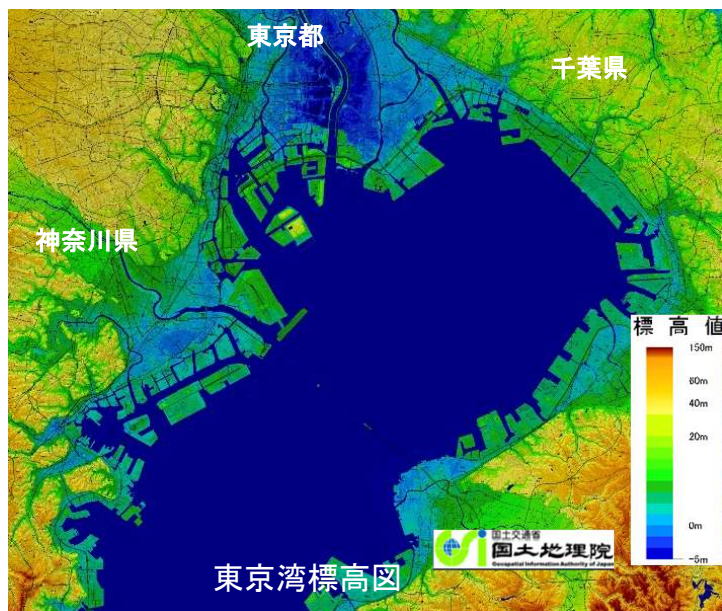 東京都
千葉県
神奈川県
標高値
150m
60m
40m
20m
0m
-5m
国土交通省
国土地理院
Geospatial Information Authority of Japan
東京湾標高図